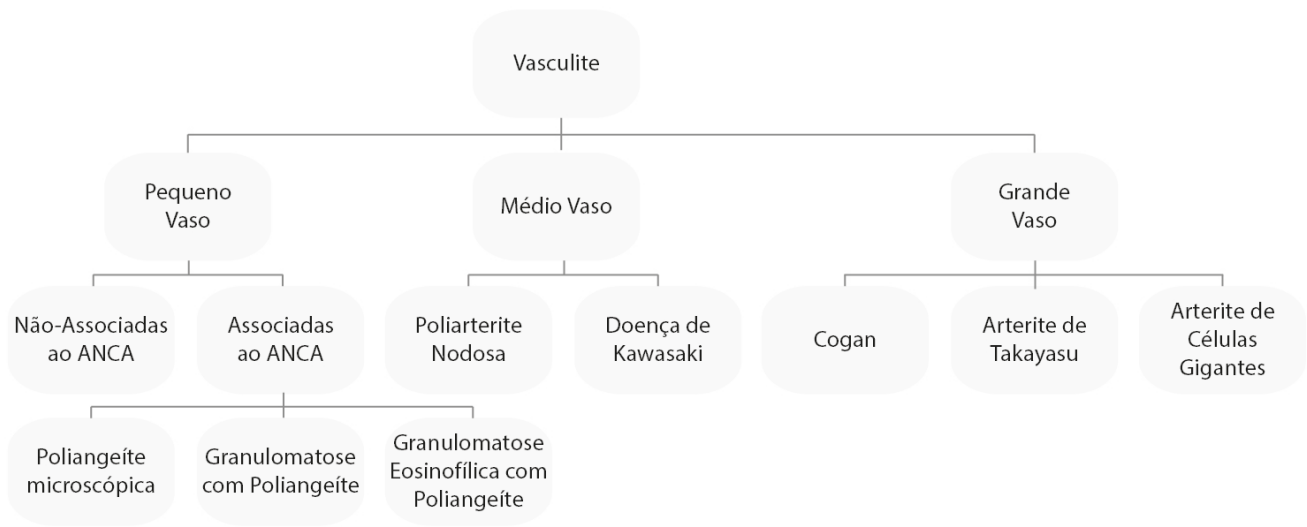 Vasculite
Pequeno
Vaso
Médio Vaso
Grande
Vaso
Não-Associadas
ao ANCA
Associadas
ao ANCA
Poliarterite
Nodosa
Doença de
Kawasaki
Cogan
Arterite de
Takayasu
Arterite de
Células
Gigantes
Poliangeíte
microscópica
Granulomatose
com Poliangeíte
Granulomatose
Eosinofílica com
Poliangeíte